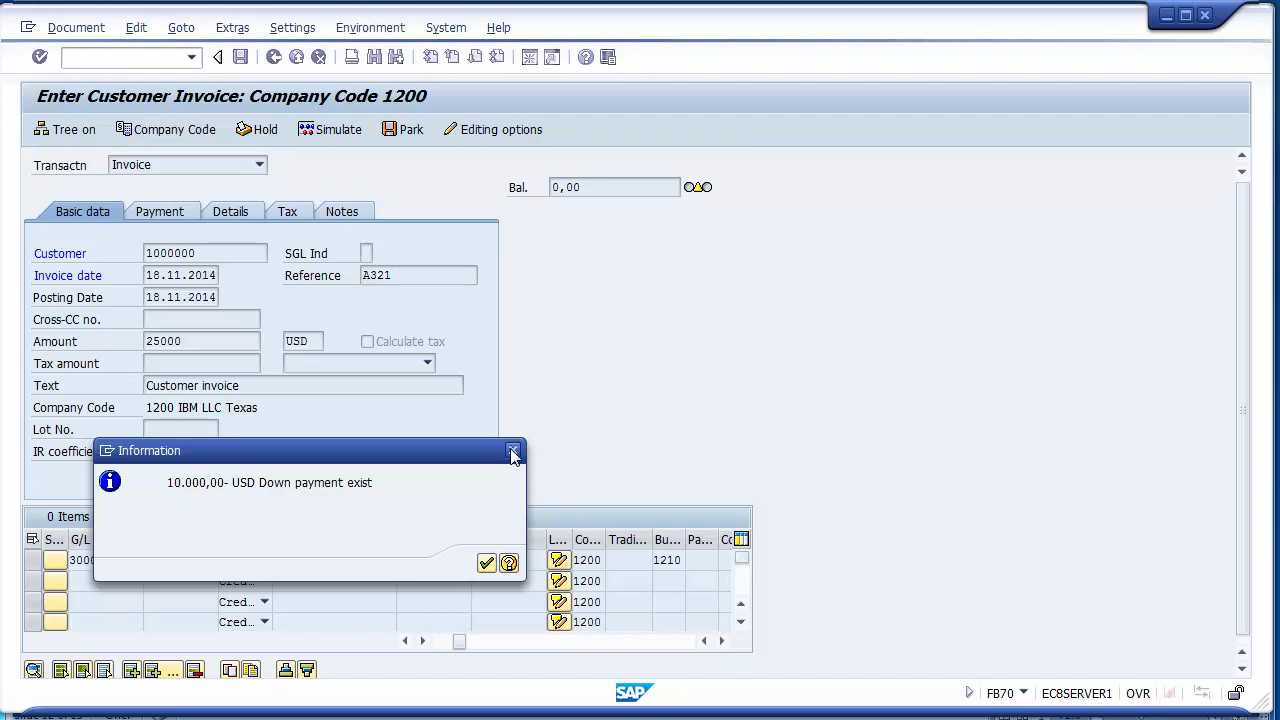 Document Edit Goto Extras Settings Environment System Help
Enter Customer Invoice: Company Code 1200
Tree on Company Code Hold Simulate Park Editing options
Transactn Invoice
Bal. 0,00
Basic data Payment Details Tax Notes
Customer 1000000 SGL Ind
Invoice date 18.11.2014 Reference A321
Posting Date 18.11.2014
Cross-CC no.
Amount 25000 USD Calculate tax
Tax amount
Text Customer invoice
Company Code 1200 IBM LLC Texas
Lot No.
IR coefficie
Information
10.000,00- USD Down payment exist
0 Items
S... G/L L... Co... Tradi... Bu... Pa... Co
3000 1200 1210
1200
Cred... 1200
Cred... 1200
...
SAP FB70 EC8SERVER1 OVR